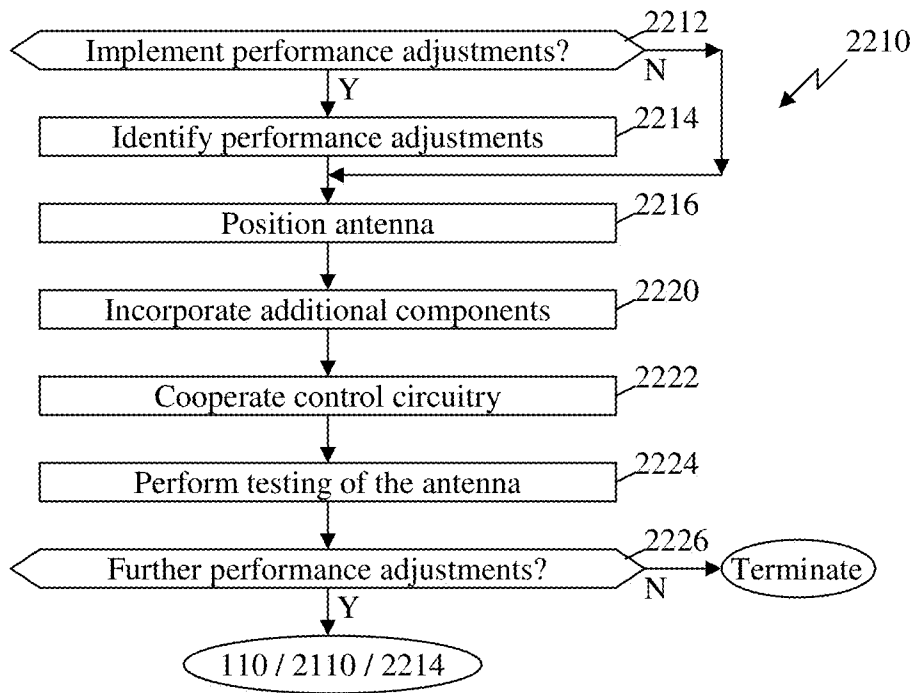 2212
Implement performance adjustments?
N
2210
Y
2214
Identify performance adjustments
2216
Position antenna
2220
Incorporate additional components
2222
Cooperate control circuitry
2224
Perform testing of the antenna
2226
Further performance adjustments?
N
Terminate
Y
110 / 2110 / 2214